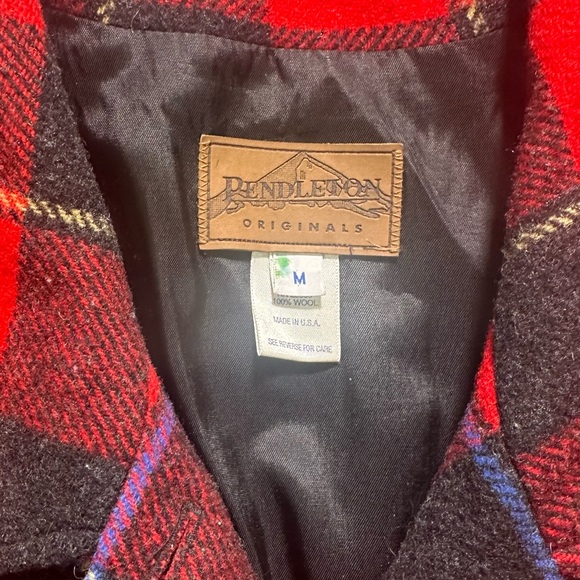 PENDLETON
ORIGINALS
M
100% WOOL
MADE IN U.S.A.
SEE REVERSE FOR CARE